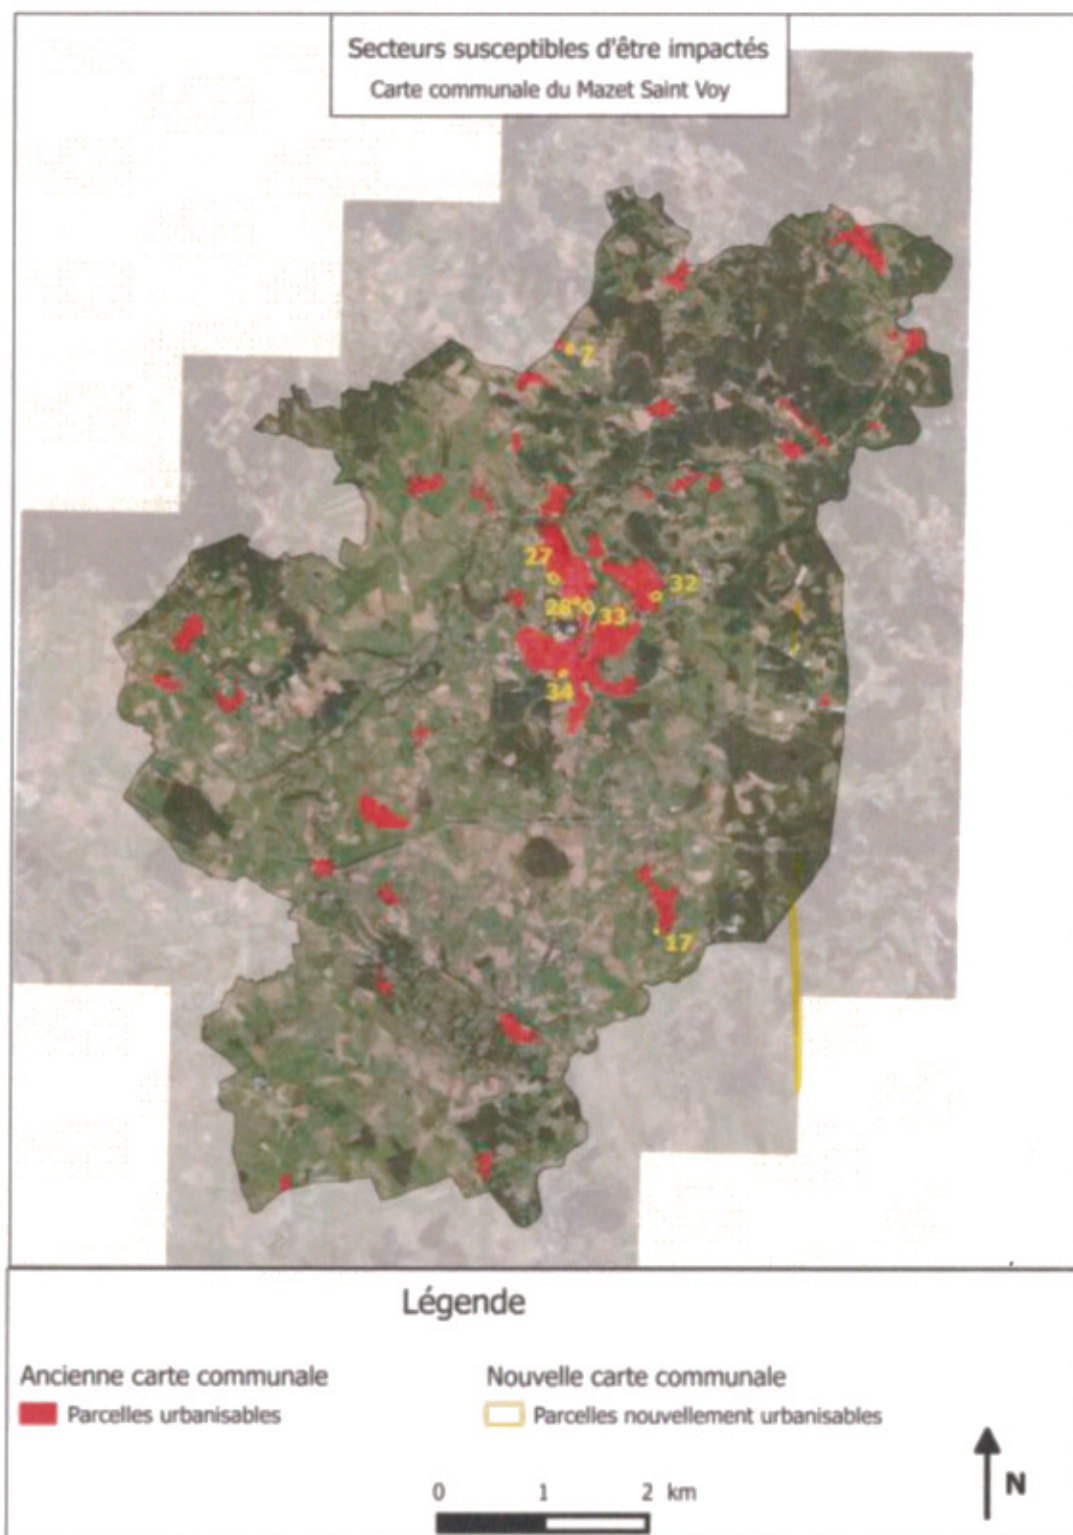 Secteurs susceptibles d'être impactés
Carte communale du Mazet Saint Voy
7
27
32
28
33
34
17
Légende
Ancienne carte communale
Nouvelle carte communale
Parcelles urbanisables
Parcelles nouvellement urbanisables
0 1 2 km
N